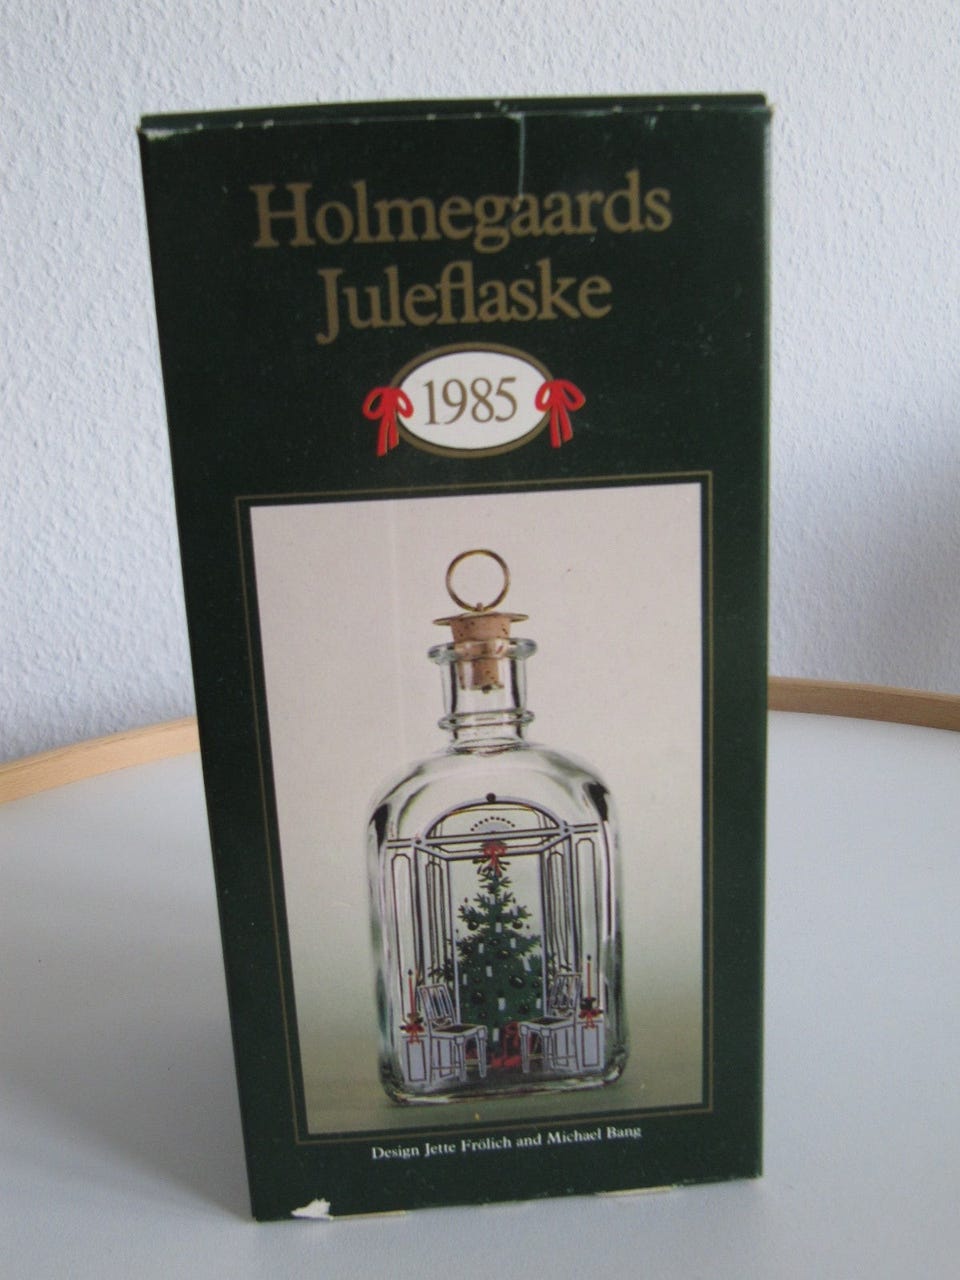 Holmegaards
Juleflaske
1985
Design Jette Frölich and Michael Bang